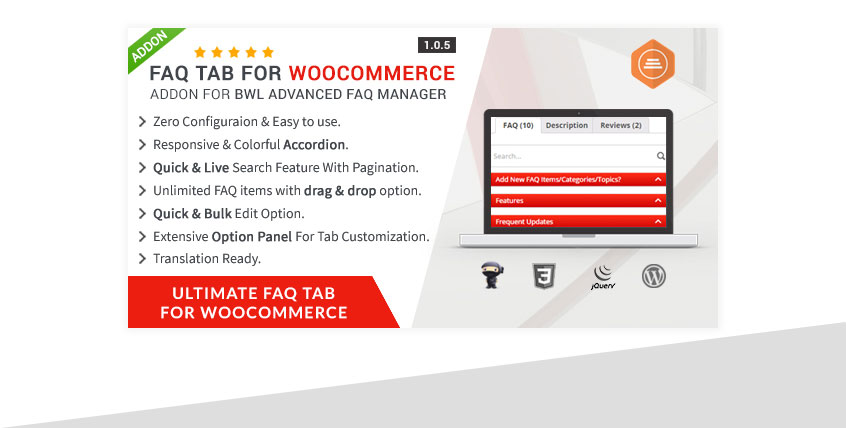 ADDON
1.0.5
FAQ TAB FOR WOOCOMMERCE
ADDON FOR BWL ADVANCED FAQ MANAGER
Zero Configuraion & Easy to use.
Responsive & Colorful Accordion.
Quick & Live Search Feature With Pagination.
Unlimited FAQ items with drag & drop option.
Quick & Bulk Edit Option.
Extensive Option Panel For Tab Customization.
Translation Ready.
ULTIMATE FAQ TAB
FOR WOOCOMMERCE
FAQ (10) Description Reviews (2)
Search...
Add New FAQ Items/Categories/Topics?
Features
Frequent Updates
3
jQuery
W